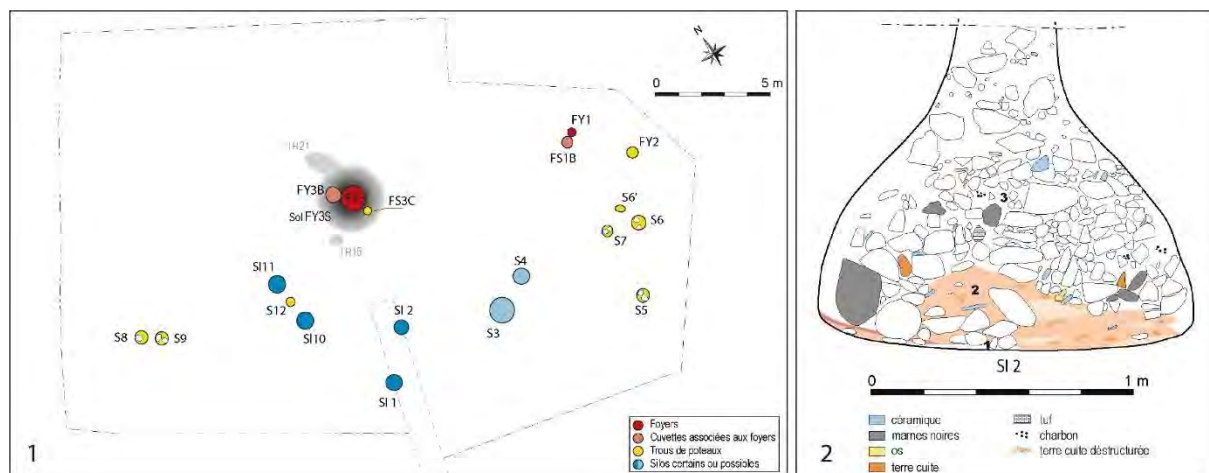 N
0 5 m
FY1
FS1B
FY2
TR21
FY3B
FS3C
Sol FY3S
S6'
S6
S7
TR16
SI11
S4
S12
SI 2
S5
SI10
S3
S8
S9
SI 1
1
Foyers
Cuvettes associées aux foyers
Trous de poteaux
Silos certains ou possibles
3
2
1
SI 2
0 1 m
céramique
marnes noires
os
terre cuite
tuf
charbon
terre cuite déstructurée
2